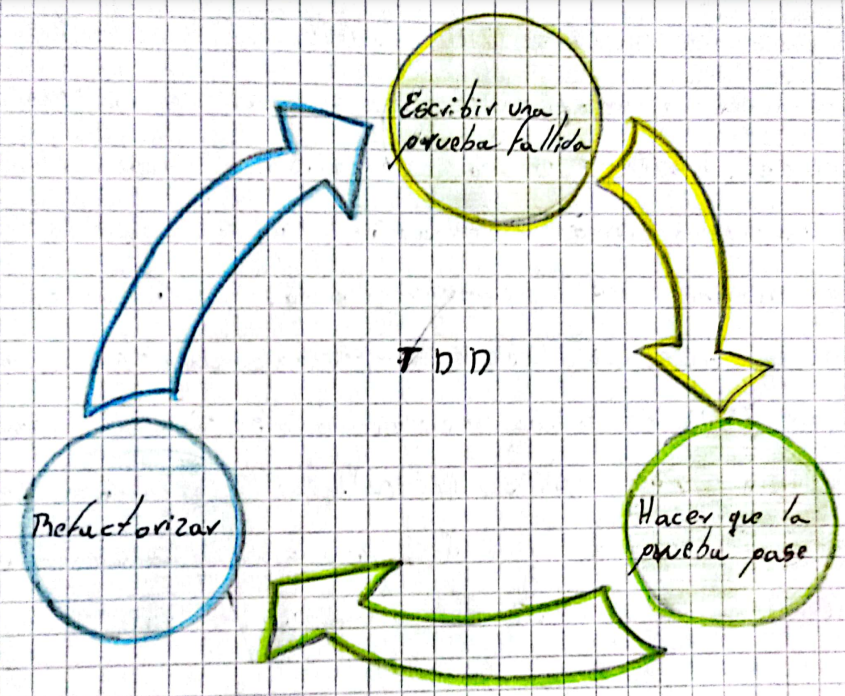 Escribir una
prueba fallida
TDD
Refactorizar
Hacer que la
prueba pase